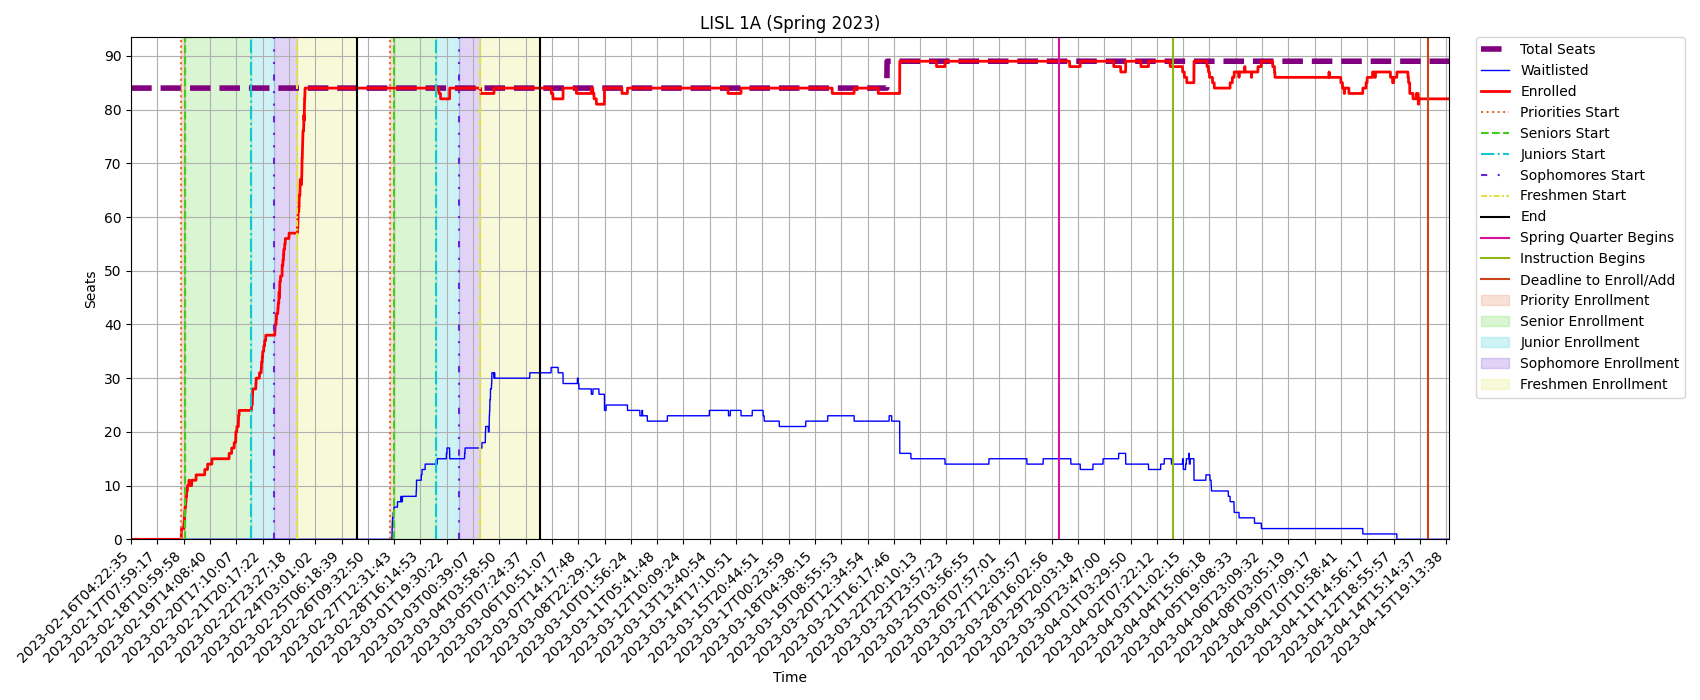 LISL 1A (Spring 2023)
Seats
90
80
70
60
50
40
30
20
10
0
2023-02-16T04:22:35
2023-02-17T07:59:17
2023-02-18T10:59:58
2023-02-19T14:08:40
2023-02-20T17:10:07
2023-02-21T20:17:22
2023-02-22T23:27:18
2023-02-24T03:01:02
2023-02-25T06:18:39
2023-02-26T09:32:50
2023-02-27T12:31:43
2023-02-28T16:14:53
2023-03-01T19:30:22
2023-03-03T00:39:07
2023-03-04T03:58:50
2023-03-05T07:24:37
2023-03-06T10:51:07
2023-03-07T14:17:48
2023-03-08T22:29:12
2023-03-10T01:56:24
2023-03-11T05:41:48
2023-03-12T10:09:24
2023-03-13T13:40:54
2023-03-14T17:10:51
2023-03-15T20:44:51
2023-03-17T00:23:59
2023-03-18T04:38:15
2023-03-19T08:55:53
2023-03-20T12:34:54
2023-03-21T16:17:46
2023-03-22T20:10:13
2023-03-23T23:57:23
2023-03-25T03:56:55
2023-03-26T07:57:01
2023-03-27T12:03:57
2023-03-28T16:02:56
2023-03-29T20:03:18
2023-03-30T23:47:00
2023-04-01T03:29:50
2023-04-02T07:22:12
2023-04-03T11:02:15
2023-04-04T15:06:18
2023-04-05T19:08:33
2023-04-06T23:09:32
2023-04-08T03:05:19
2023-04-09T07:09:17
2023-04-10T10:58:41
2023-04-11T14:56:17
2023-04-12T18:55:57
2023-04-14T15:14:37
2023-04-15T19:13:38
Time
Total Seats
Waitlisted
Enrolled
Priorities Start
Seniors Start
Juniors Start
Sophomores Start
Freshmen Start
End
Spring Quarter Begins
Instruction Begins
Deadline to Enroll/Add
Priority Enrollment
Senior Enrollment
Junior Enrollment
Sophomore Enrollment
Freshmen Enrollment